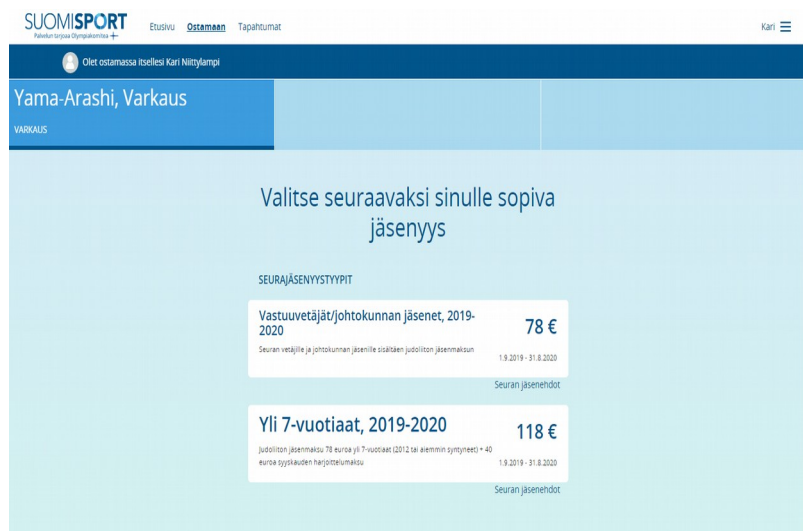 SUOMISPORT
Palvelun tarjoaa Olympiakomitea
Etusivu Ostamaan Tapahtumat
Kari
Olet ostamassa itsellesi Kari Niittylampi
Yama-Arashi, Varkaus
VARKAUS
Valitse seuraavaksi sinulle sopiva
jäsenyys
SEURAJÄSENYYSTYYPIT
Vastuuvetäjät/johtokunnan jäsenet, 2019-
2020
78 €
Seuran vetäjille ja johtokunnan jäsenille sisältäen judoliiton jäsenmaksun
1.9.2019 - 31.8.2020
Seuran jäsenehdot
Yli 7-vuotiaat, 2019-2020
118 €
Judoliiton jäsenmaksu 78 euroa yli 7-vuotiaat (2012 tai aiemmin syntyneet) + 40
euroa syyskauden harjoittelumaksu
1.9.2019 - 31.8.2020
Seuran jäsenehdot